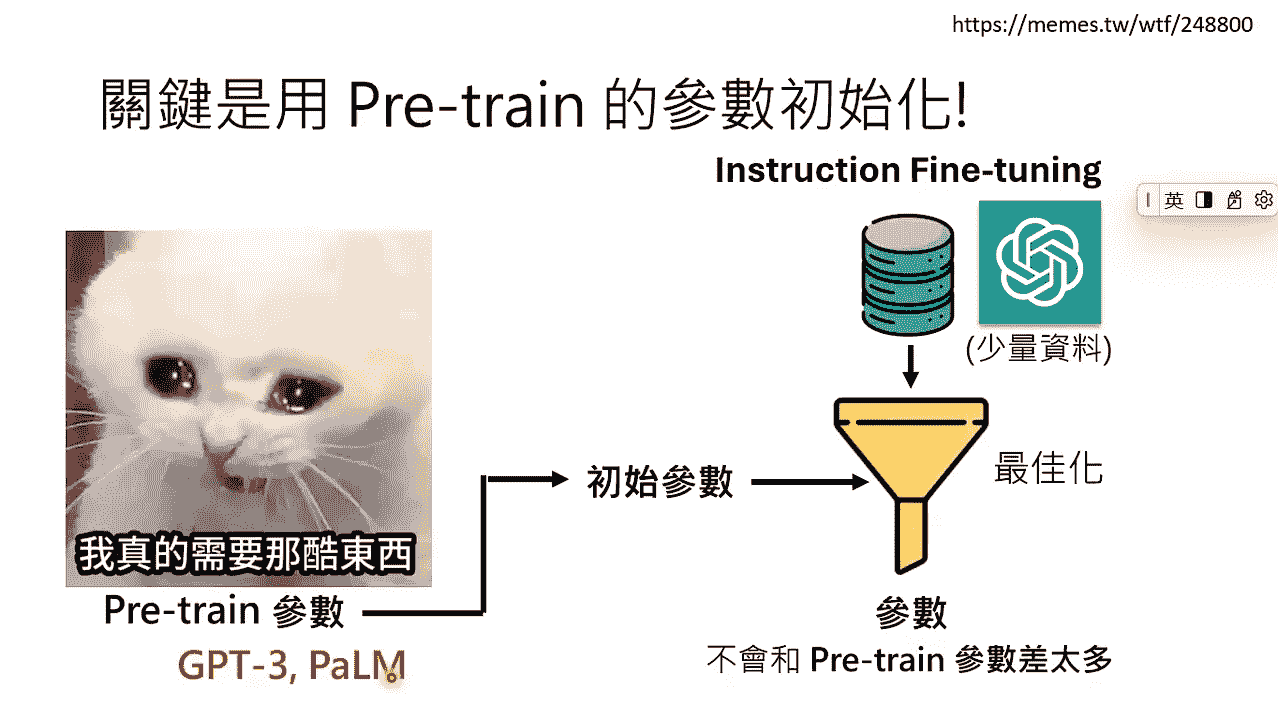 https://memes.tw/wtf/248800
關鍵是用 Pre-train 的參數初始化!
Instruction Fine-tuning
英
(少量資料)
最佳化
初始參數
我真的需要那酷東西
Pre-train 參數
GPT-3, PaLM
參數
不會和 Pre-train 參數差太多